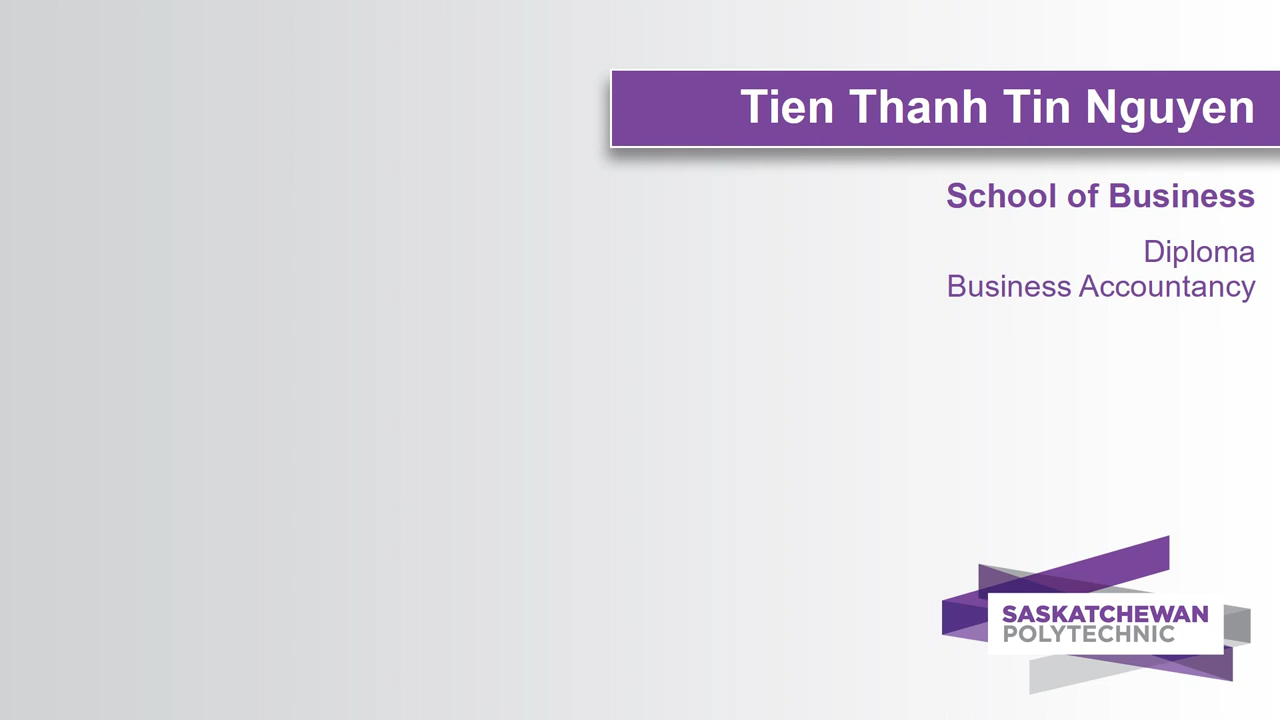 Tien Thanh Tin Nguyen
School of Business
Diploma
Business Accountancy
SASKATCHEWAN
POLYTECHNIC